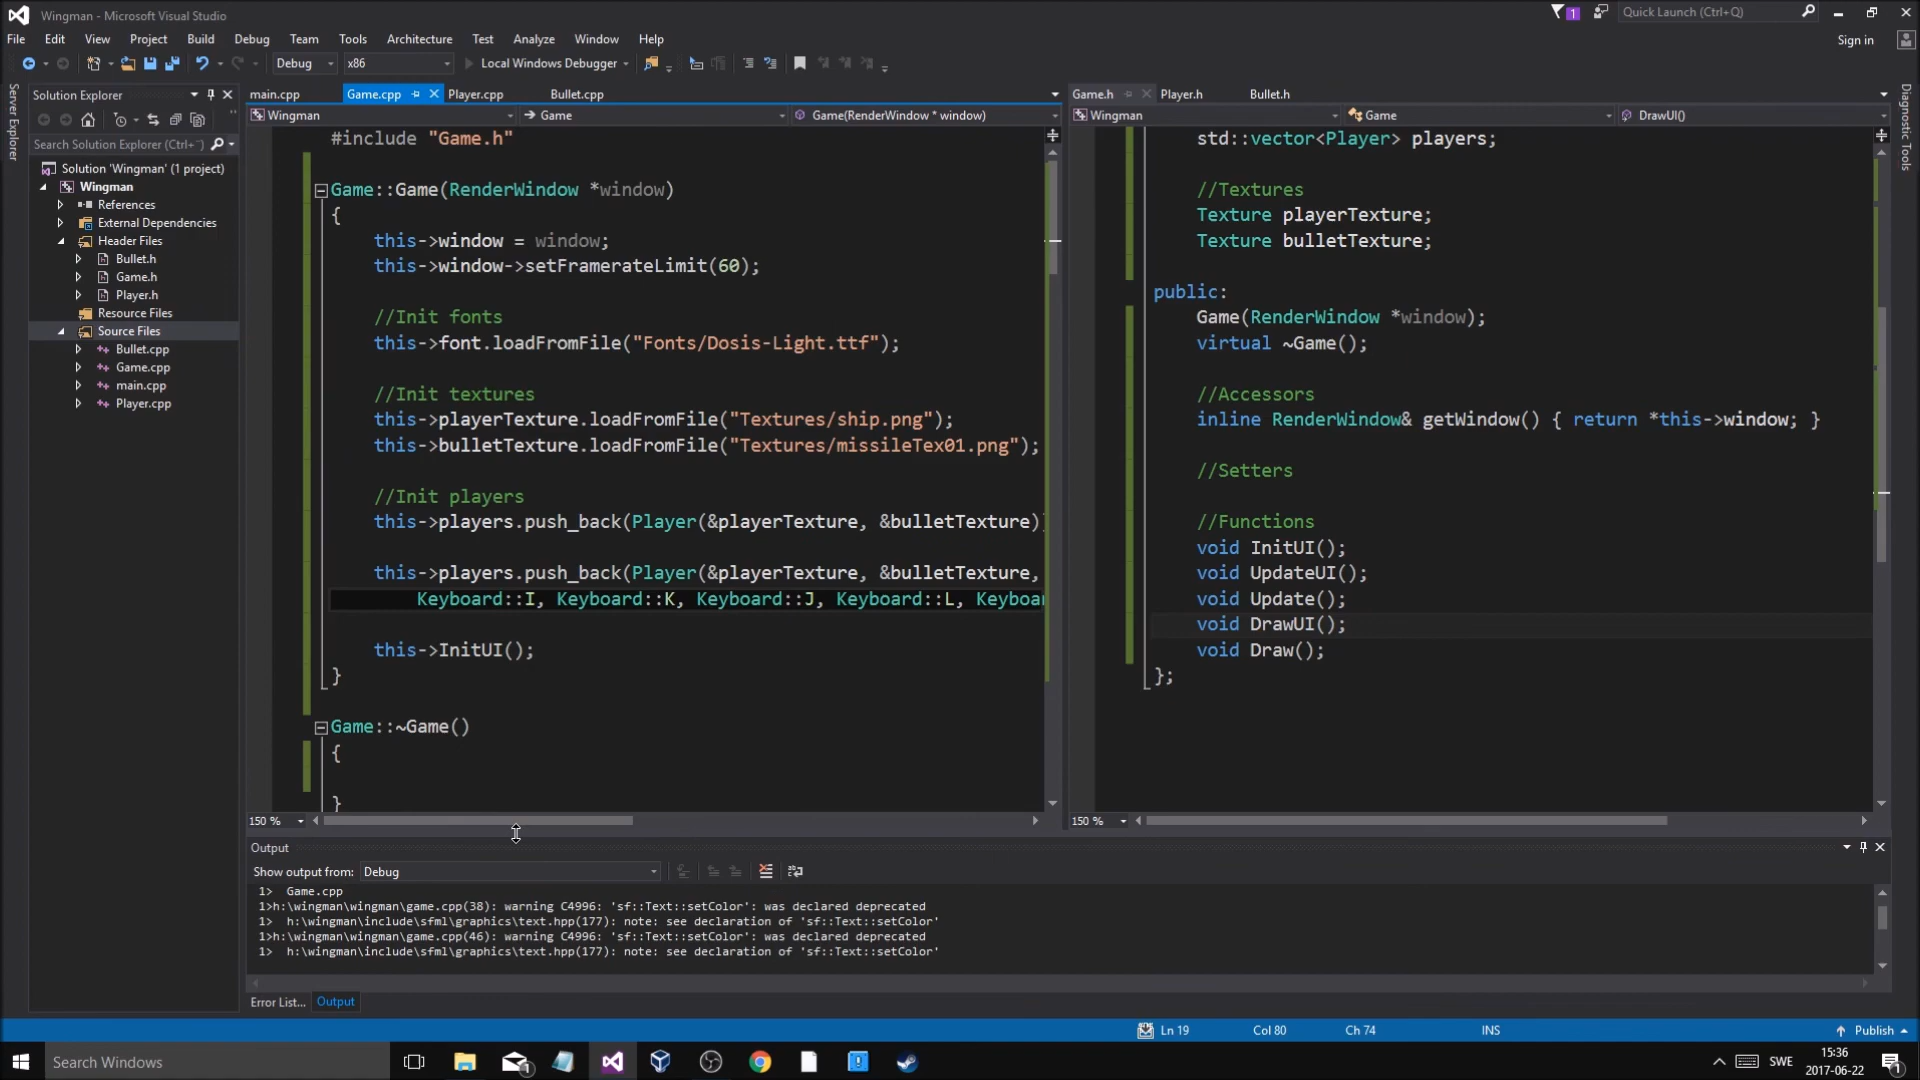 Wingman - Microsoft Visual Studio
1
Quick Launch (Ctrl+Q)
File Edit View Project Build Debug Team Tools Test Analyze Window Help
Sign in
Debug x86 Local Windows Debugger
Server Explorer
Solution Explorer
Search Solution Explorer (Ctrl+
Solution 'Wingman' (1 project)
Wingman
References
External Dependencies
Header Files
Bullet.h
Game.h
Player.h
Resource Files
Source Files
Bullet.cpp
Game.cpp
main.cpp
Player.cpp
main.cpp Game.cpp Player.cpp Bullet.cpp
Wingman Game Game(RenderWindow * window)
#include "Game.h"
Game::Game(RenderWindow *window)
{
this->window = window;
this->window->setFramerateLimit(60);
//Init fonts
this->font.loadFromFile("Fonts/Dosis-Light.ttf");
//Init textures
this->playerTexture.loadFromFile("Textures/ship.png");
this->bulletTexture.loadFromFile("Textures/missileTex01.png");
//Init players
this->players.push_back(Player(&playerTexture, &bulletTexture)
this->players.push_back(Player(&playerTexture, &bulletTexture,
Keyboard::I, Keyboard::K, Keyboard::J, Keyboard::L, Keyboar
this->InitUI();
}
Game::~Game()
{
}
150 %
Game.h Player.h Bullet.h
Wingman Game DrawUI()
std::vector<Player> players;
//Textures
Texture playerTexture;
Texture bulletTexture;
public:
Game(RenderWindow *window);
virtual ~Game();
//Accessors
inline RenderWindow& getWindow() { return *this->window; }
//Setters
//Functions
void InitUI();
void UpdateUI();
void Update();
void DrawUI();
void Draw();
};
150 %
Diagnostic Tools
Output
Show output from: Debug
1>  Game.cpp
1>h:\wingman\wingman\game.cpp(38): warning C4996: 'sf::Text::setColor': was declared deprecated
1>  h:\wingman\include\sfml\graphics\text.hpp(177): note: see declaration of 'sf::Text::setColor'
1>h:\wingman\wingman\game.cpp(46): warning C4996: 'sf::Text::setColor': was declared deprecated
1>  h:\wingman\include\sfml\graphics\text.hpp(177): note: see declaration of 'sf::Text::setColor'
Error List... Output
Ln 19 Col 80 Ch 74 INS Publish
Search Windows
1
SWE
15:36
2017-06-22
1